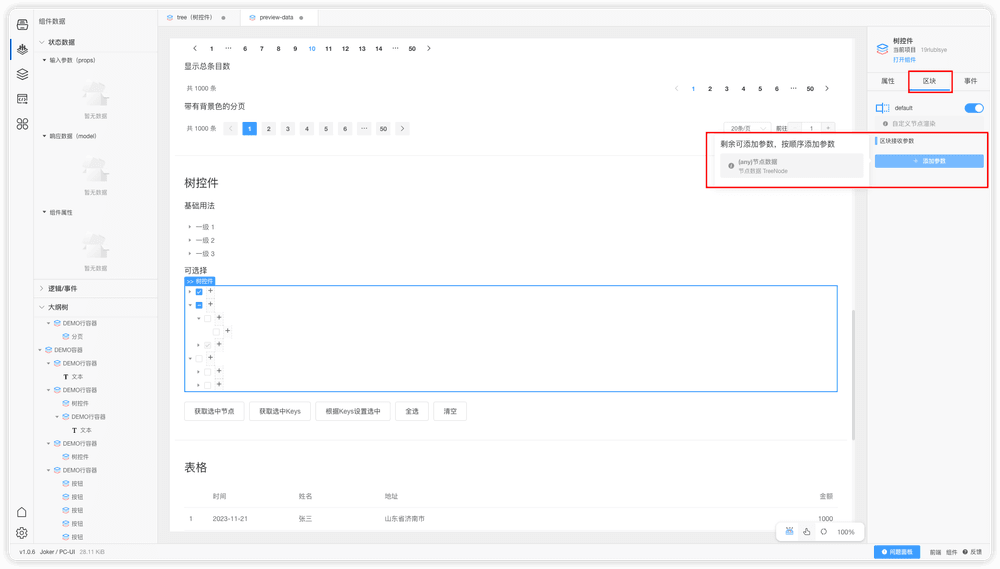 组件数据
状态数据
输入参数（props）
暂无数据
响应数据（model）
暂无数据
组件属性
暂无数据
逻辑/事件
大纲树
DEMO行容器
分页
DEMO容器
DEMO行容器
T 文本
DEMO行容器
树控件
DEMO行容器
T 文本
DEMO行容器
树控件
DEMO行容器
按钮
按钮
按钮
按钮
按钮
v1.0.6 Joker / PC-UI 28.11 KiB
tree（树控件）
preview-data
1 ··· 6 7 8 9 10 11 12 13 14 ··· 50
显示总条目数
共 1000 条
1 2 3 4 5 6 ··· 50
带有背景色的分页
共 1000 条 1 2 3 4 5 6 ··· 50
20条/页 前往 1
树控件
基础用法
一级 1
一级 2
一级 3
可选择
>> 树控件
获取选中节点 获取选中Keys 根据Keys设置选中 全选 清空
表格
时间 姓名 地址 金额
1 2023-11-21 张三 山东省济南市 1000
100%
剩余可添加参数，按顺序添加参数
(any)节点数据
节点数据 TreeNode
树控件
当前项目
打开组件
属性 区块 事件
default
自定义节点渲染
区块接收参数
+ 添加参数
问题面板 前端 组件 反馈